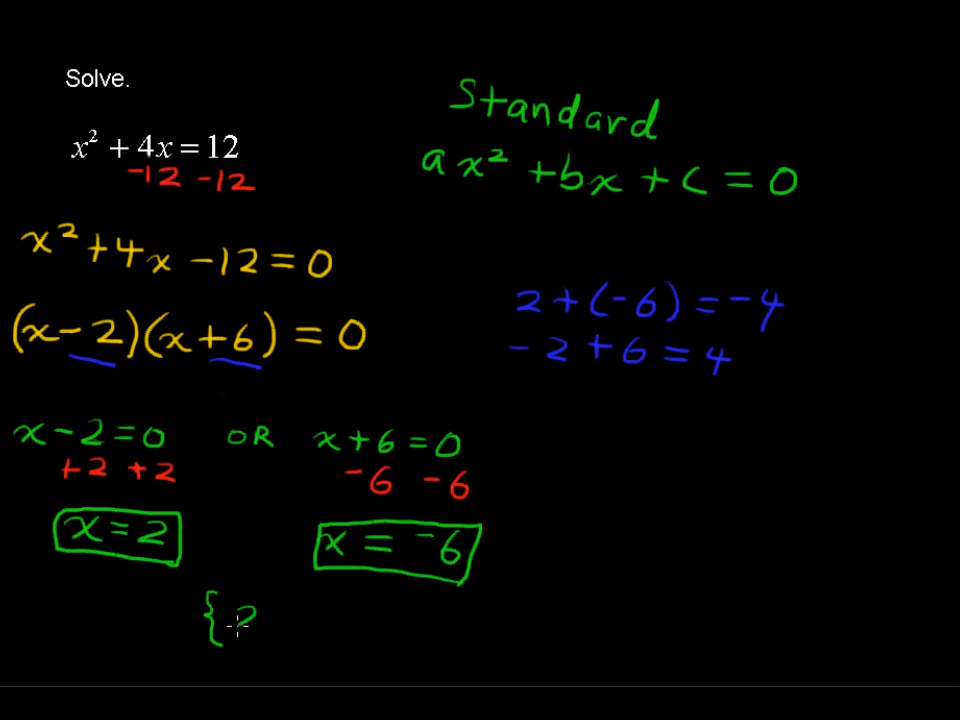 Solve.
Standard
x² + 4x = 12
-12 -12
ax² + bx + c = 0
x² + 4x - 12 = 0
2 + (-6) = -4
(x - 2)(x + 6) = 0
-2 + 6 = 4
x - 2 = 0 OR x + 6 = 0
+2 +2 -6 -6
x = 2 x = -6
{ 2